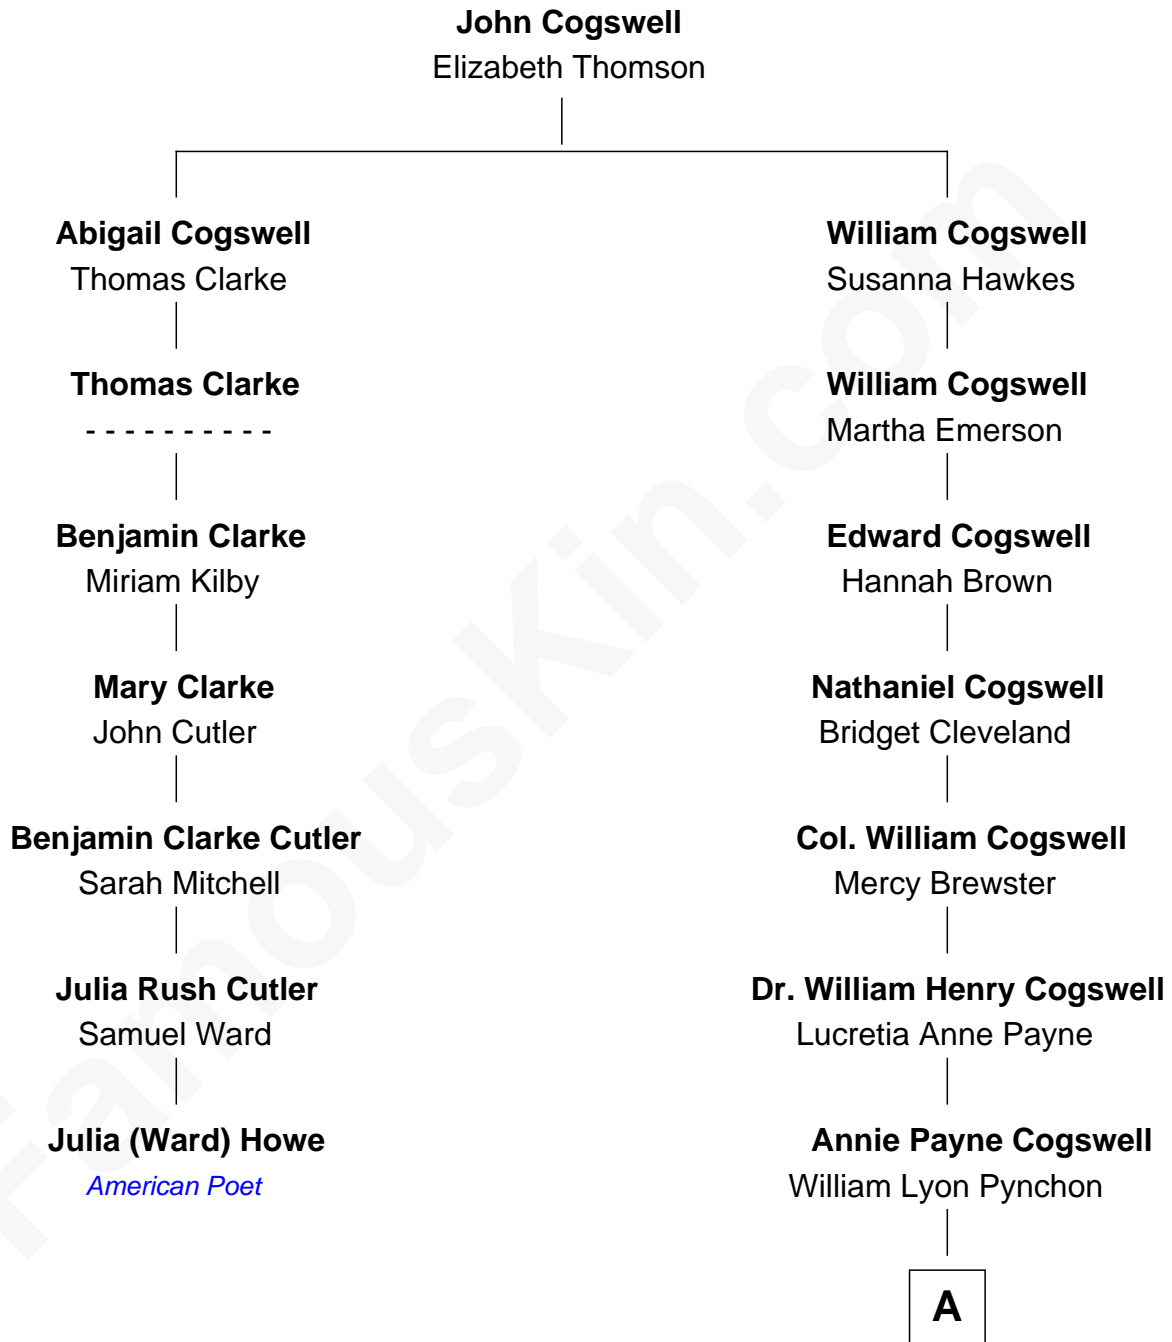 John Cogswell
Elizabeth Thomson
Abigail Cogswell
Thomas Clarke
William Cogswell
Susanna Hawkes
Thomas Clarke
- - - - - - - - - -
William Cogswell
Martha Emerson
Benjamin Clarke
Miriam Kilby
Edward Cogswell
Hannah Brown
Mary Clarke
John Cutler
Nathaniel Cogswell
Bridget Cleveland
Benjamin Clarke Cutler
Sarah Mitchell
Col. William Cogswell
Mercy Brewster
Julia Rush Cutler
Samuel Ward
Dr. William Henry Cogswell
Lucretia Anne Payne
Julia (Ward) Howe
American Poet
Annie Payne Cogswell
William Lyon Pynchon
A
FamousKin.com